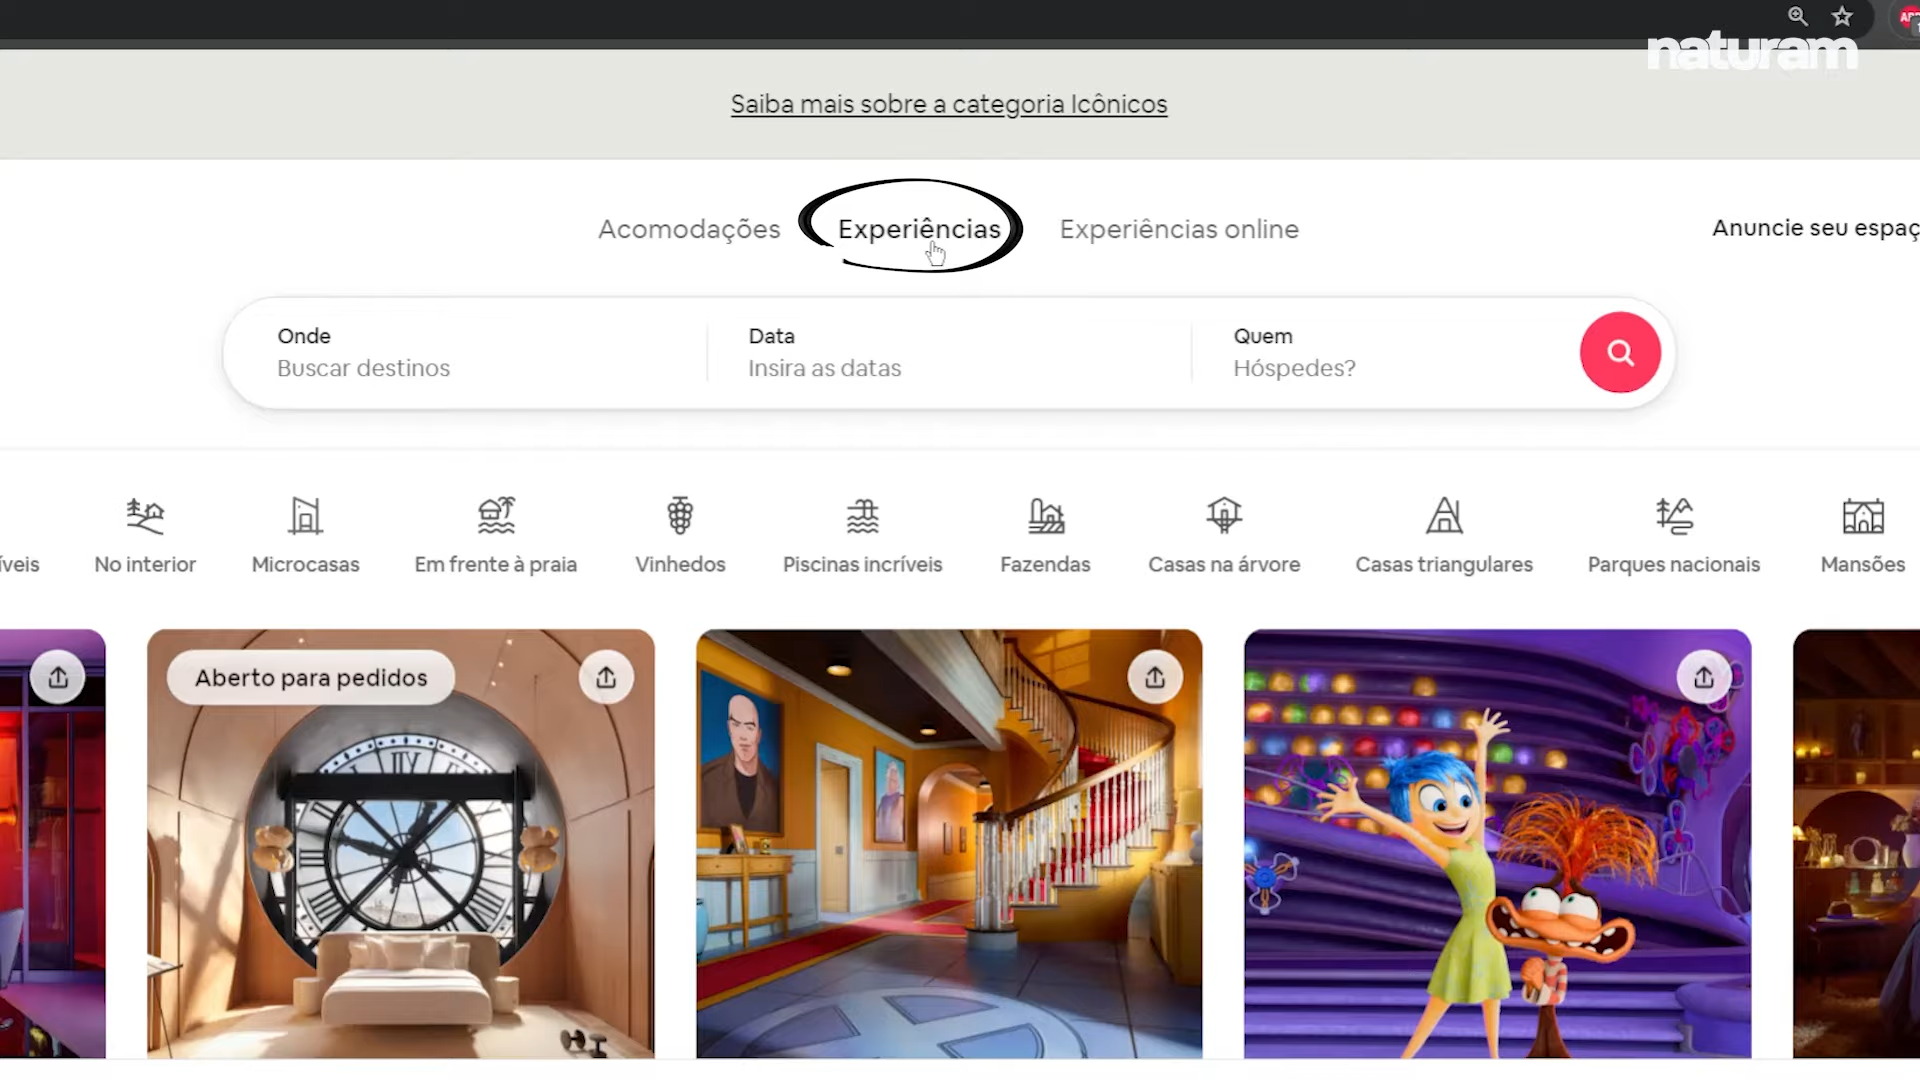 naturam
Saiba mais sobre a categoria Icônicos
Acomodações
Experiências
Experiências online
Anuncie seu espaç
Onde
Buscar destinos
Data
Insira as datas
Quem
Hóspedes?
íveis
No interior
Microcasas
Em frente à praia
Vinhedos
Piscinas incríveis
Fazendas
Casas na árvore
Casas triangulares
Parques nacionais
Mansões
Aberto para pedidos